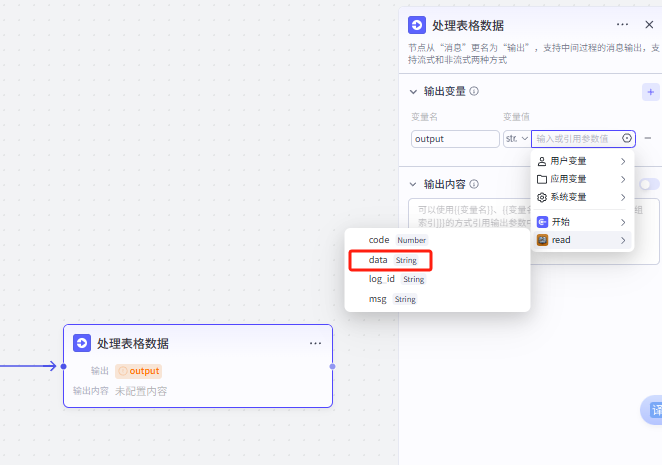 处理表格数据
节点从“消息”更名为“输出”，支持中间过程的消息输出，支
持流式和非流式两种方式
输出变量
变量名 变量值
output str. 输入或引用参数值
用户变量
应用变量
系统变量
开始
read
输出内容
可以使用{{变量名}}、{{变量名
索引]}}的方式引用输出参数中
组
code Number
data String
log_id String
msg String
处理表格数据
输出 output
输出内容 未配置内容
译